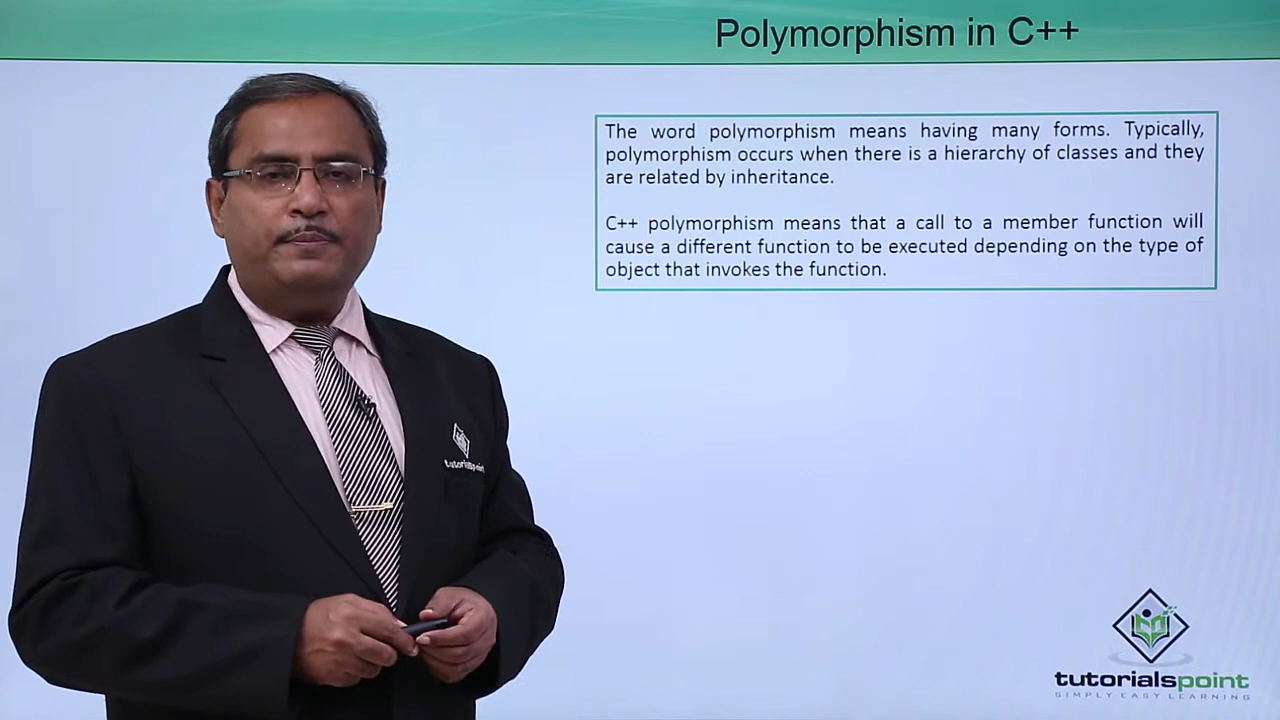 Polymorphism in C++
The word polymorphism means having many forms. Typically,
polymorphism occurs when there is a hierarchy of classes and they
are related by inheritance.
C++ polymorphism means that a call to a member function will
cause a different function to be executed depending on the type of
object that invokes the function.
tutorialspoint
tutorialspoint
SIMPLY EASY LEARNING